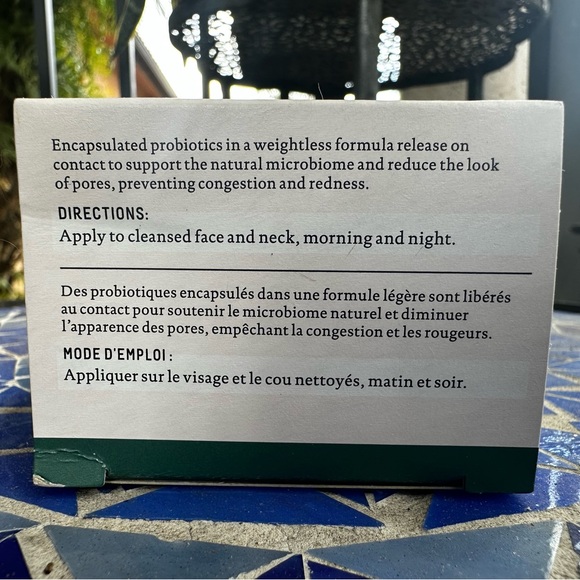 Encapsulated probiotics in a weightless formula release on
contact to support the natural microbiome and reduce the look
of pores, preventing congestion and redness.
DIRECTIONS:
Apply to cleansed face and neck, morning and night.
Des probiotiques encapsulés dans une formule légère sont libérés
au contact pour soutenir le microbiome naturel et diminuer
l'apparence des pores, empêchant la congestion et les rougeurs.
MODE D'EMPLOI :
Appliquer sur le visage et le cou nettoyés, matin et soir.